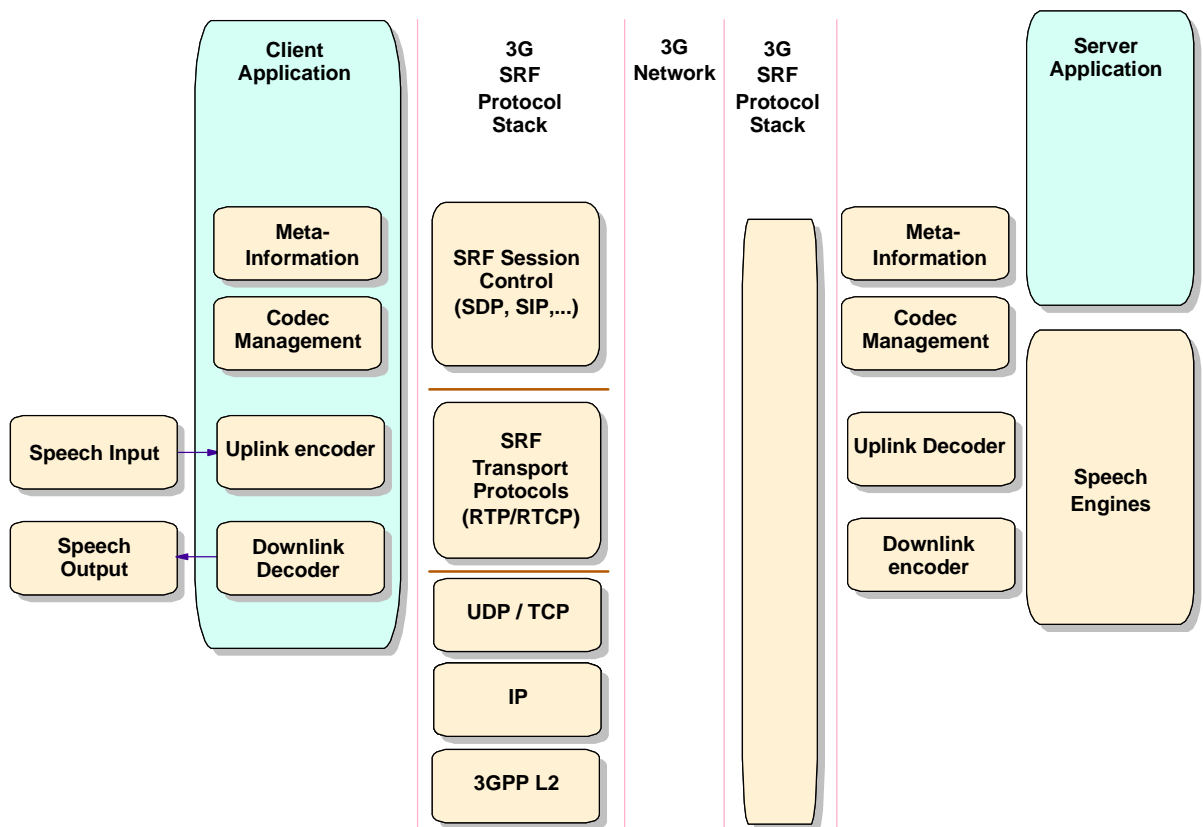 Client
Application
3G
SRF
Protocol
Stack
3G
Network
3G
SRF
Protocol
Stack
Server
Application
Meta-
Information
SRF Session
Control
(SDP, SIP,...)
Meta-
Information
Codec
Management
Codec
Management
Speech Input
Uplink encoder
SRF
Transport
Protocols
(RTP/RTCP)
Uplink Decoder
Speech
Engines
Speech
Output
Downlink
Decoder
Downlink
encoder
UDP / TCP
IP
3GPP L2